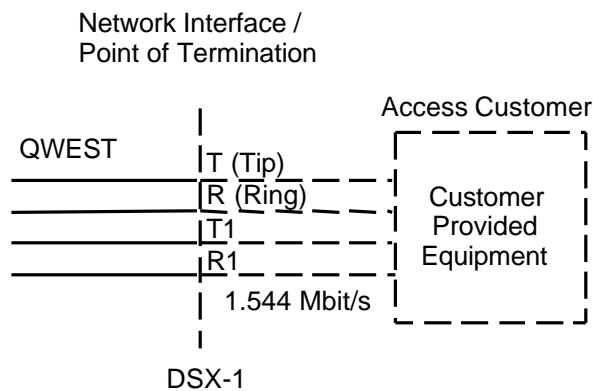 Network Interface /
Point of Termination
Access Customer
QWEST
T (Tip)
R (Ring)
T1
R1
Customer
Provided
Equipment
1.544 Mbit/s
DSX-1